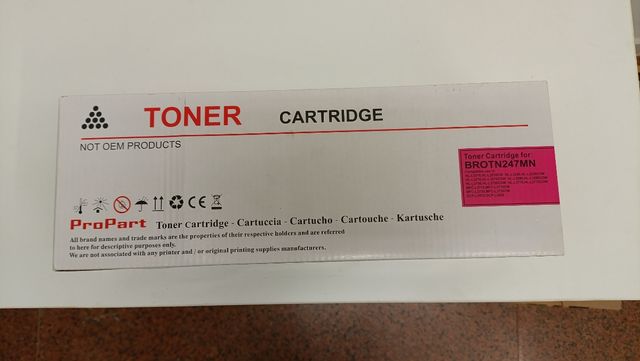 TONER CARTRIDGE
NOT OEM PRODUCTS
Toner Cartridge for:
BROTN247MN
CE
ProPart Toner Cartridge - Cartuccia - Cartucho - Cartouche - Kartusche
All brand names and trade marks are the properties of their respective holders and are referred
to here for descriptive purposes only.
We are not associated with any printer and / or original printing supplies manufacturers.